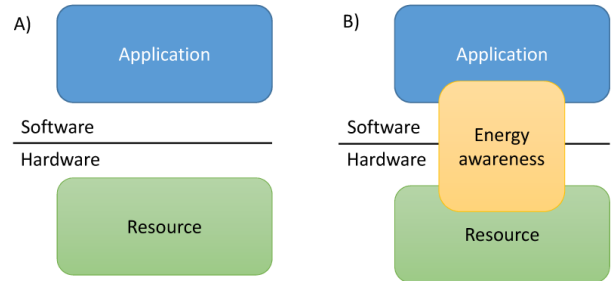 A)
Application
Software
Hardware
Resource
B)
Application
Software
Energy
awareness
Hardware
Resource